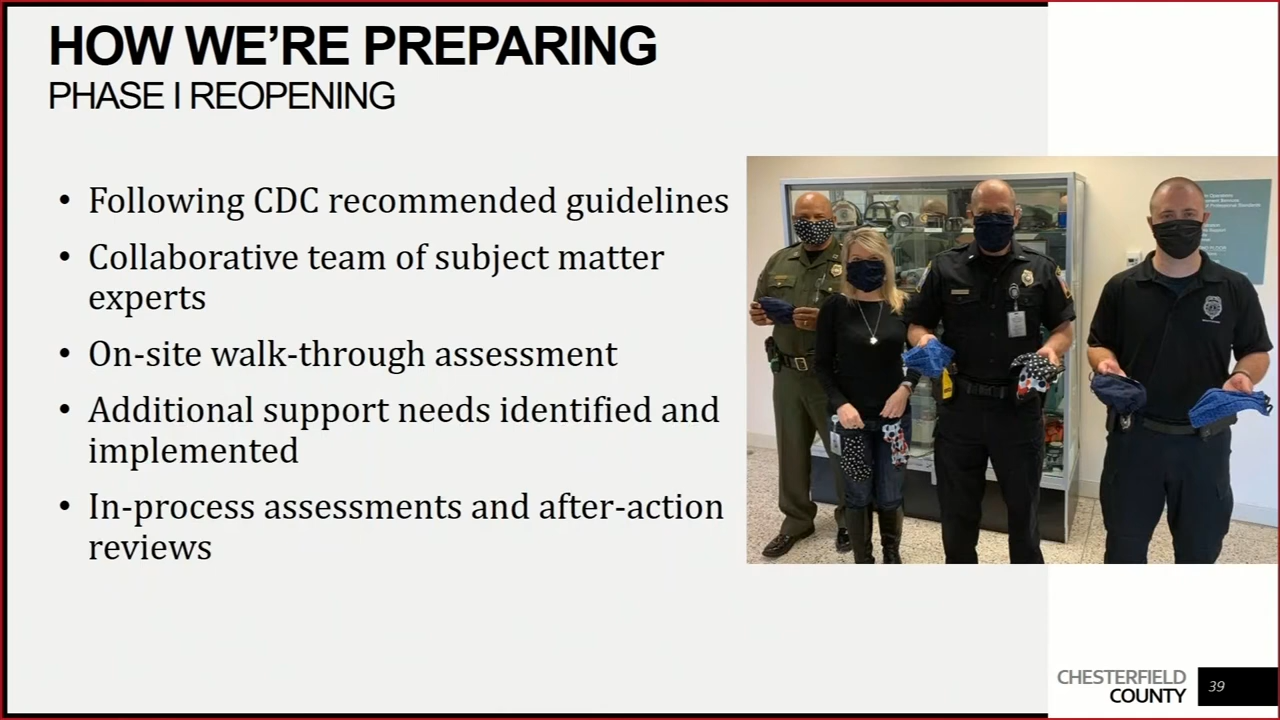 HOW WE’RE PREPARING
PHASE I REOPENING
• Following CDC recommended guidelines
• Collaborative team of subject matter
experts
• On-site walk-through assessment
• Additional support needs identified and
implemented
• In-process assessments and after-action
reviews
CHESTERFIELD
COUNTY
39